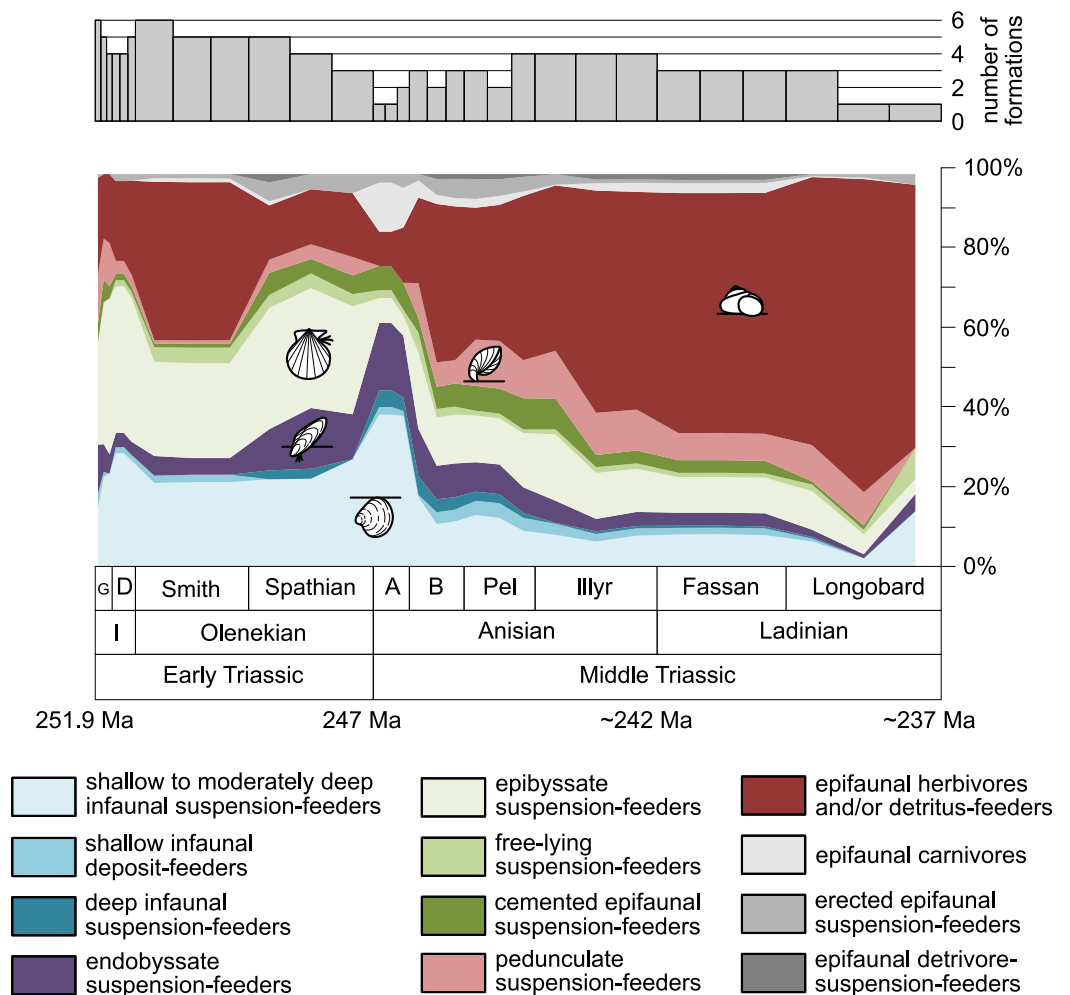 6
4
2
0
number of
formations
100%
80%
60%
40%
20%
0%
G D Smith Spathian A B Pel Illyr Fassan Longobard
I Olenekian Anisian Ladinian
Early Triassic Middle Triassic
251.9 Ma 247 Ma ~242 Ma ~237 Ma
shallow to moderately deep
infaunal suspension-feeders
shallow infaunal
deposit-feeders
deep infaunal
suspension-feeders
endobyssate
suspension-feeders
epibyssate
suspension-feeders
free-lying
suspension-feeders
cemented epifaunal
suspension-feeders
pedunculate
suspension-feeders
epifaunal herbivores
and/or detritus-feeders
epifaunal carnivores
erected epifaunal
suspension-feeders
epifaunal detrivore-
suspension-feeders